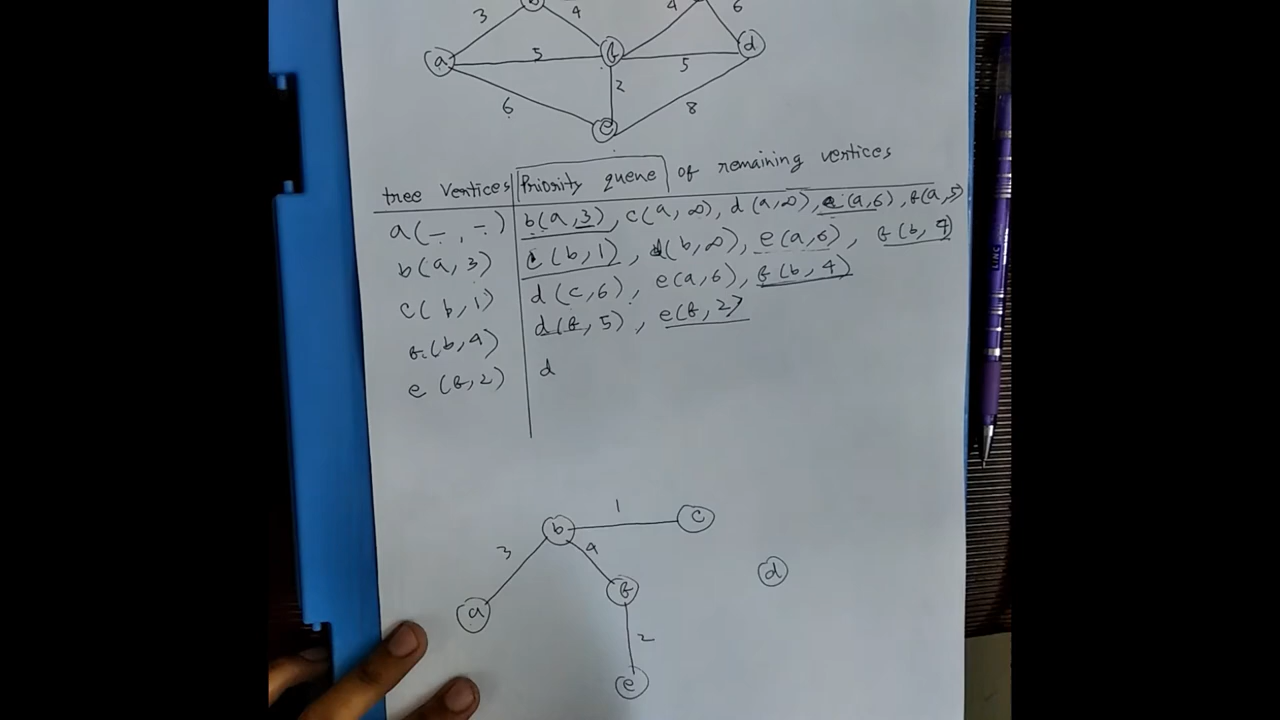 3 4 4 6
a 5 f 5 d
6 2 8
e
tree vertices Priority queue of remaining vertices
a(-, -) b(a, 3), c(a, ∞), d(a, ∞), e(a, 6), f(a, 5)
b(a, 3) c(b, 1), d(b, ∞), e(a, 6), f(b, 4)
c(b, 1) d(c, 6), e(a, 6), f(b, 4)
f(b, 4) d(f, 5), e(f, 2)
e(f, 2) d
1
b c
3 4
d
a f
2
e
LINC